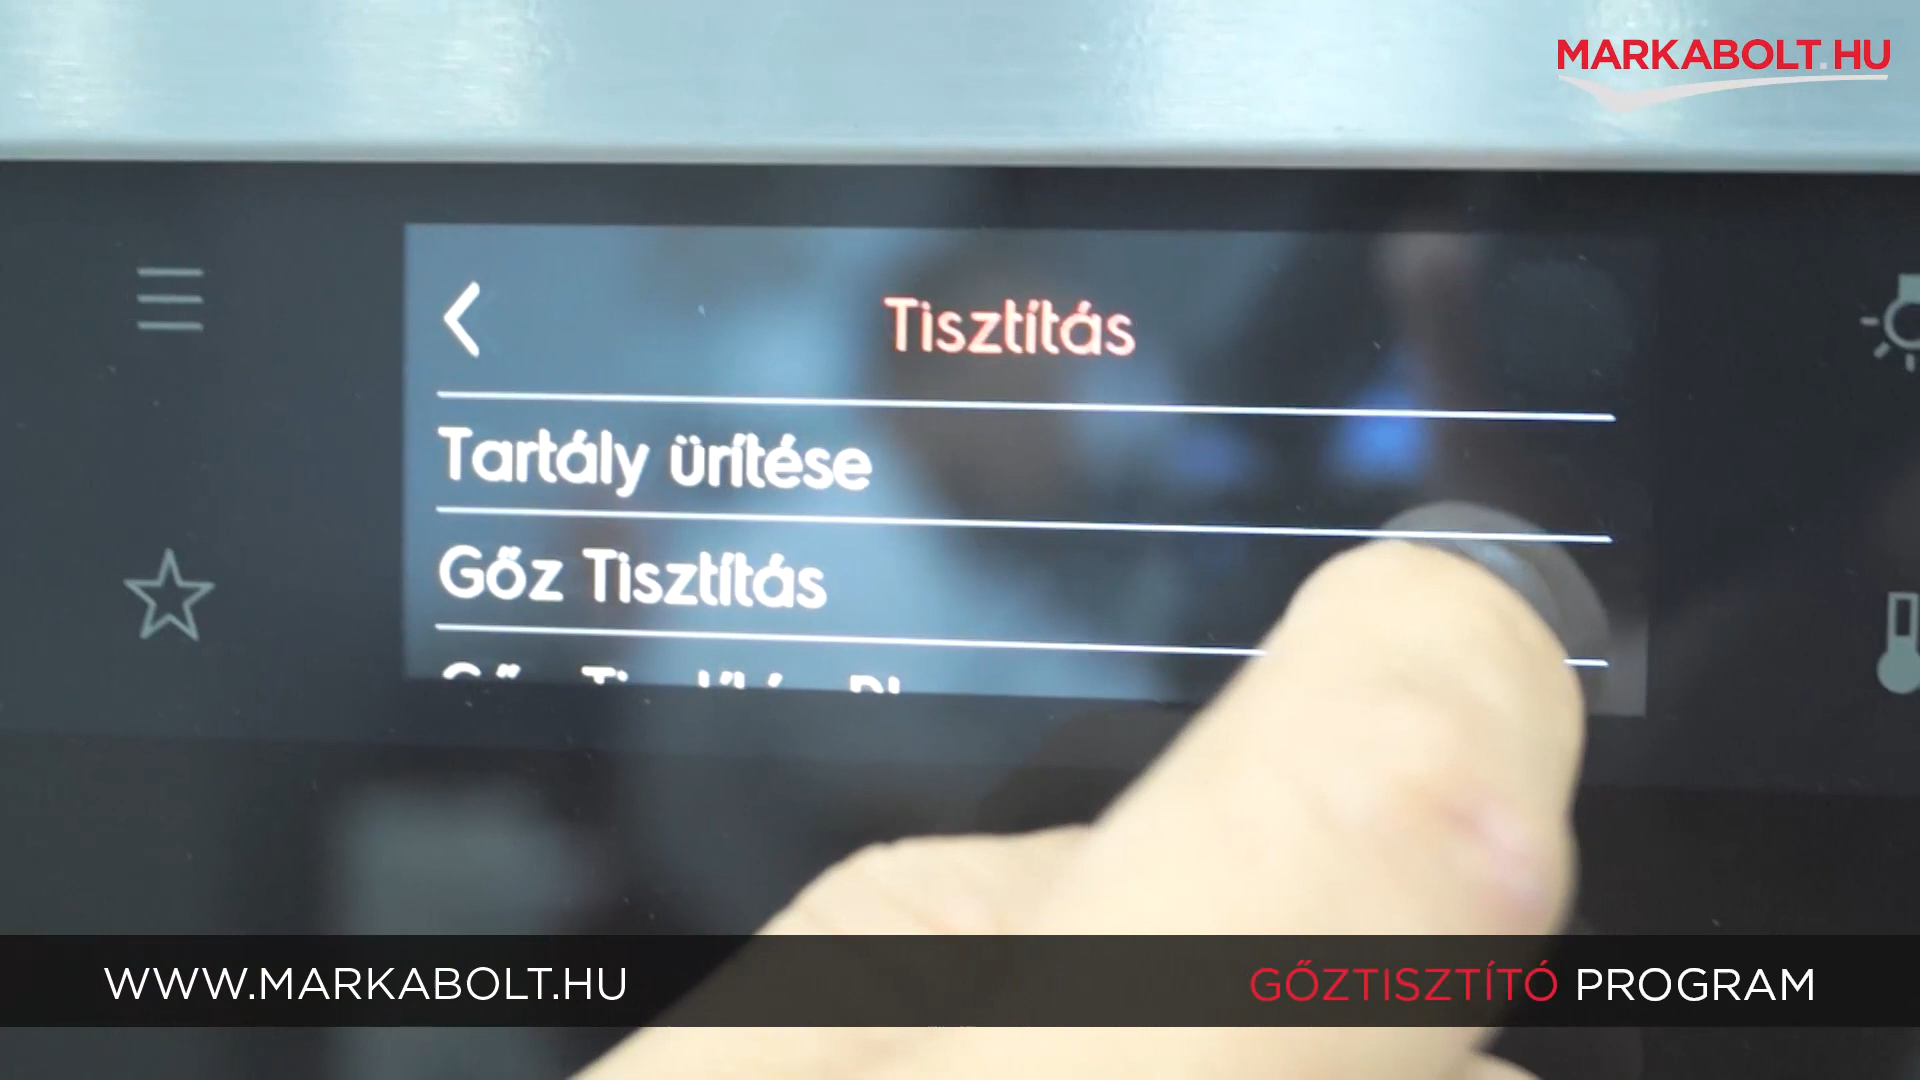 MARKABOLT.HU
Tisztítás
Tartály ürítése
Gőz Tisztítás
WWW.MARKABOLT.HU
GŐZTISZTÍTÓ PROGRAM